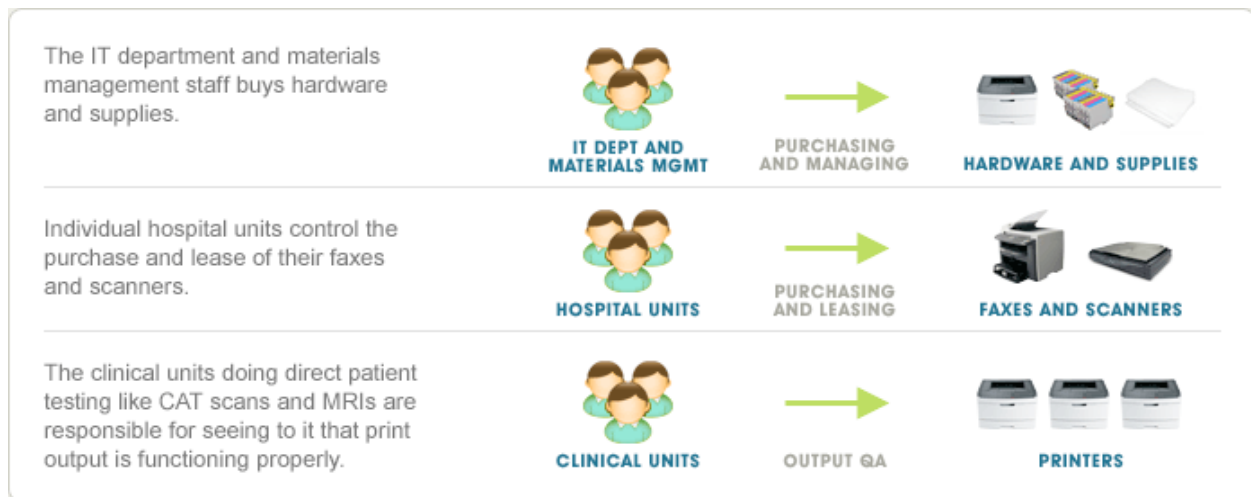 The IT department and materials
management staff buys hardware
and supplies.
IT DEPT AND
MATERIALS MGMT
PURCHASING
AND MANAGING
HARDWARE AND SUPPLIES
Individual hospital units control the
purchase and lease of their faxes
and scanners.
HOSPITAL UNITS
PURCHASING
AND LEASING
FAXES AND SCANNERS
The clinical units doing direct patient
testing like CAT scans and MRIs are
responsible for seeing to it that print
output is functioning properly.
CLINICAL UNITS
OUTPUT QA
PRINTERS